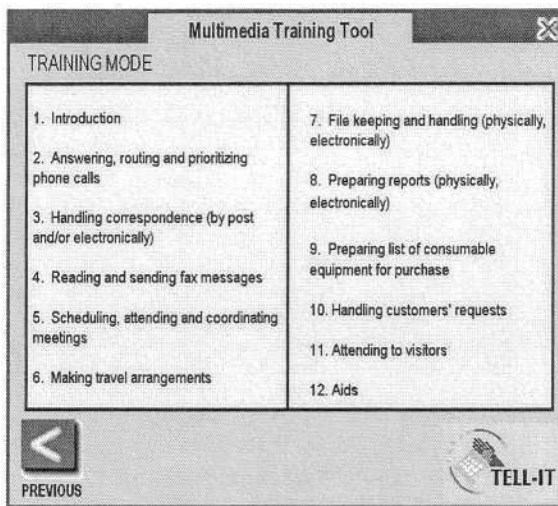 Multimedia Training Tool
TRAINING MODE
1. Introduction
2. Answering, routing and prioritizing
phone calls
3. Handling correspondence (by post
and/or electronically)
4. Reading and sending fax messages
5. Scheduling, attending and coordinating
meetings
6. Making travel arrangements
7. File keeping and handling (physically,
electronically)
8. Preparing reports (physically,
electronically)
9. Preparing list of consumable
equipment for purchase
10. Handling customers' requests
11. Attending to visitors
12. Aids
PREVIOUS
TELL-IT